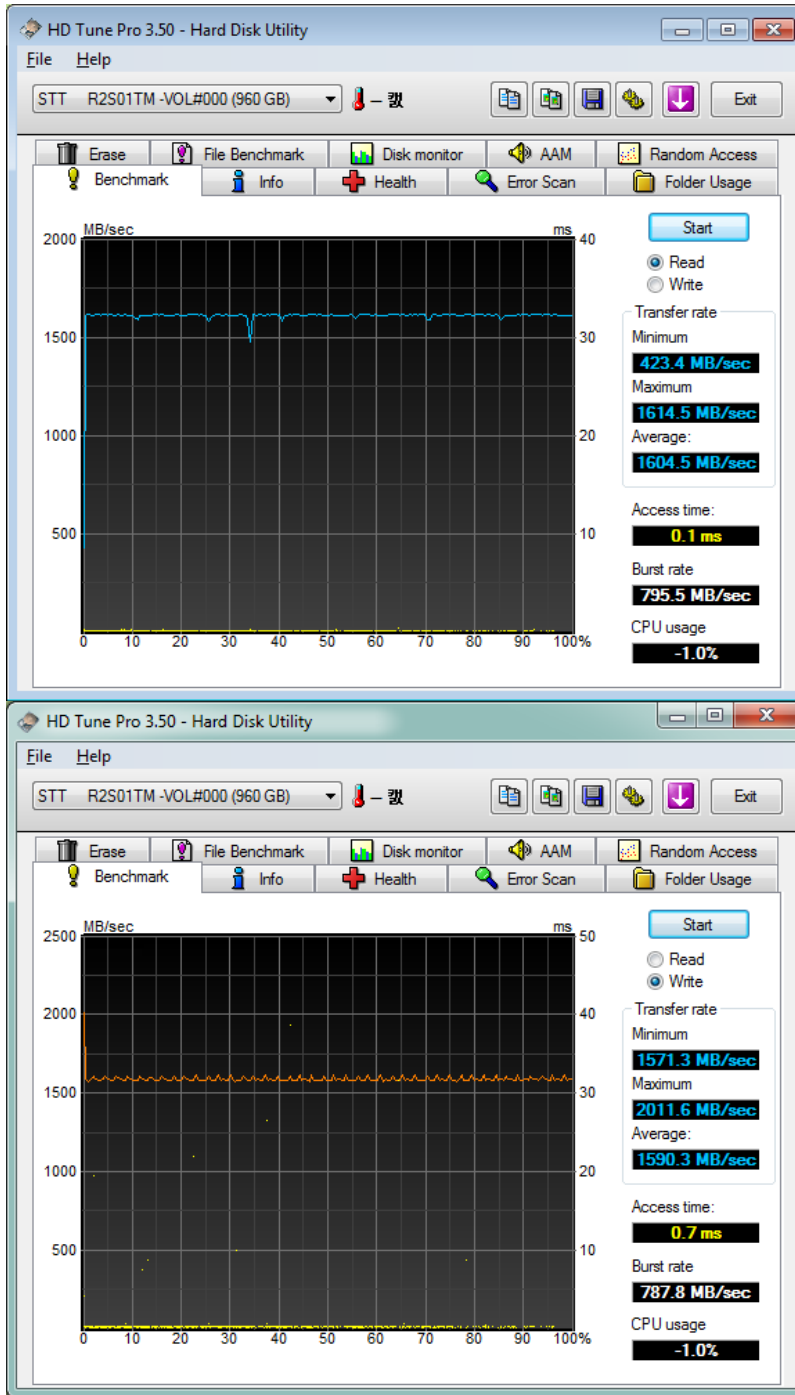 HD Tune Pro 3.50 - Hard Disk Utility
File Help
STT R2S01TM -VOL#000 (960 GB) – 캜 Exit
Erase File Benchmark Disk monitor AAM Random Access
Benchmark Info Health Error Scan Folder Usage
MB/sec ms
2000 40
1500 30
1000 20
500 10
0 10 20 30 40 50 60 70 80 90 100%
Start
Read
Write
Transfer rate
Minimum
423.4 MB/sec
Maximum
1614.5 MB/sec
Average:
1604.5 MB/sec
Access time:
0.1 ms
Burst rate
795.5 MB/sec
CPU usage
-1.0%
HD Tune Pro 3.50 - Hard Disk Utility
File Help
STT R2S01TM -VOL#000 (960 GB) – 캜 Exit
Erase File Benchmark Disk monitor AAM Random Access
Benchmark Info Health Error Scan Folder Usage
MB/sec ms
2500 50
2000 40
1500 30
1000 20
500 10
0 10 20 30 40 50 60 70 80 90 100%
Start
Read
Write
Transfer rate
Minimum
1571.3 MB/sec
Maximum
2011.6 MB/sec
Average:
1590.3 MB/sec
Access time:
0.7 ms
Burst rate
787.8 MB/sec
CPU usage
-1.0%